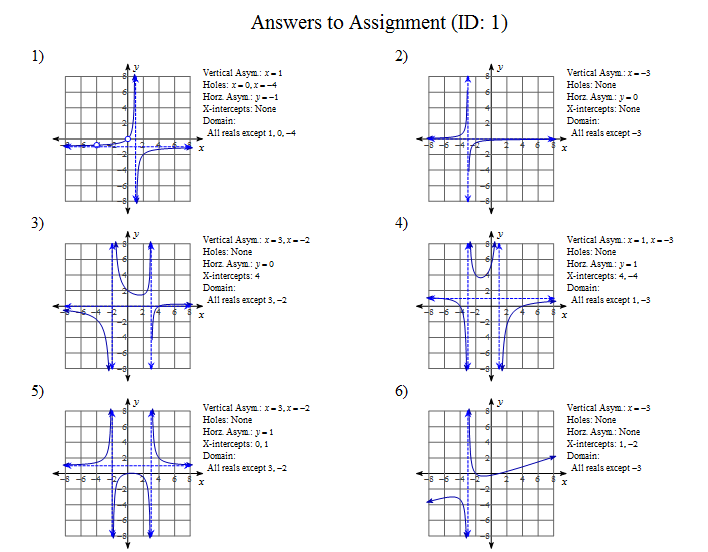 Answers to Assignment (ID: 1)
1)
Vertical Asym.: x = 1
Holes: x = 0, x = −4
Horz. Asym.: y = −1
X-intercepts: None
Domain:
All reals except 1, 0, −4
2)
Vertical Asym.: x = −3
Holes: None
Horz. Asym.: y = 0
X-intercepts: None
Domain:
All reals except −3
3)
Vertical Asym.: x = 3, x = −2
Holes: None
Horz. Asym.: y = 0
X-intercepts: 4
Domain:
All reals except 3, −2
4)
Vertical Asym.: x = 1, x = −3
Holes: None
Horz. Asym.: y = 1
X-intercepts: 4, −4
Domain:
All reals except 1, −3
5)
Vertical Asym.: x = 3, x = −2
Holes: None
Horz. Asym.: y = 1
X-intercepts: 0, 1
Domain:
All reals except 3, −2
6)
Vertical Asym.: x = −3
Holes: None
Horz. Asym.: None
X-intercepts: 1, −2
Domain:
All reals except −3